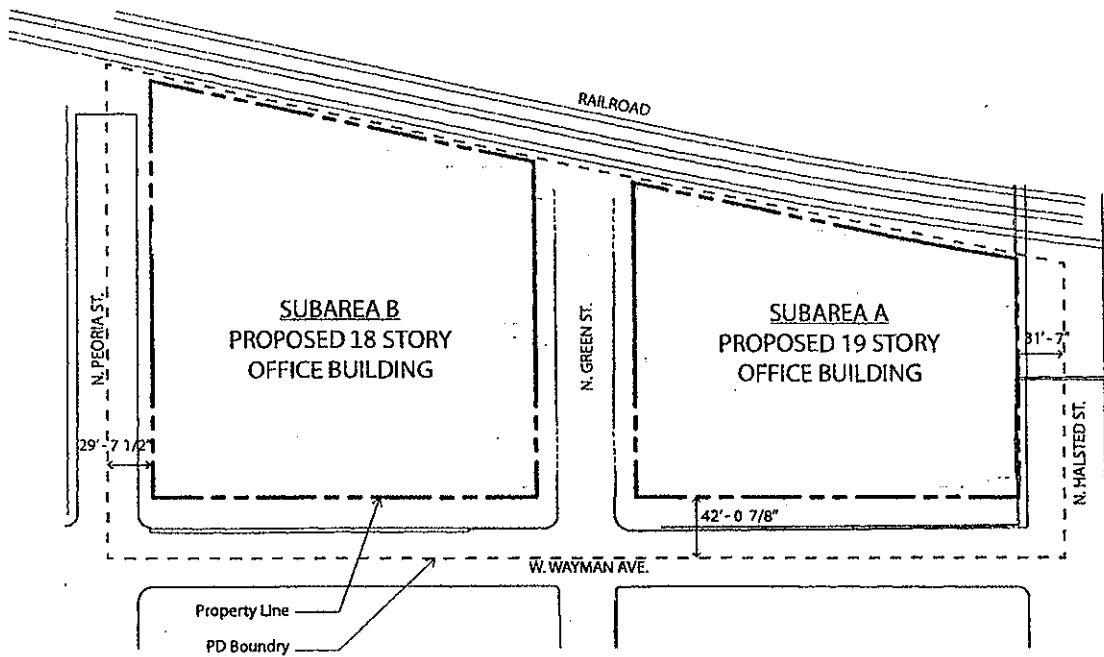 RAILROAD
N. PEORIA ST.
SUBAREA B
PROPOSED 18 STORY
OFFICE BUILDING
N. GREEN ST.
SUBAREA A
PROPOSED 19 STORY
OFFICE BUILDING
31'-7"
N. HALSTED ST.
29'-7 1/2"
42'-0 7/8"
W. WAYMAN AVE.
Property Line
PD Boundry